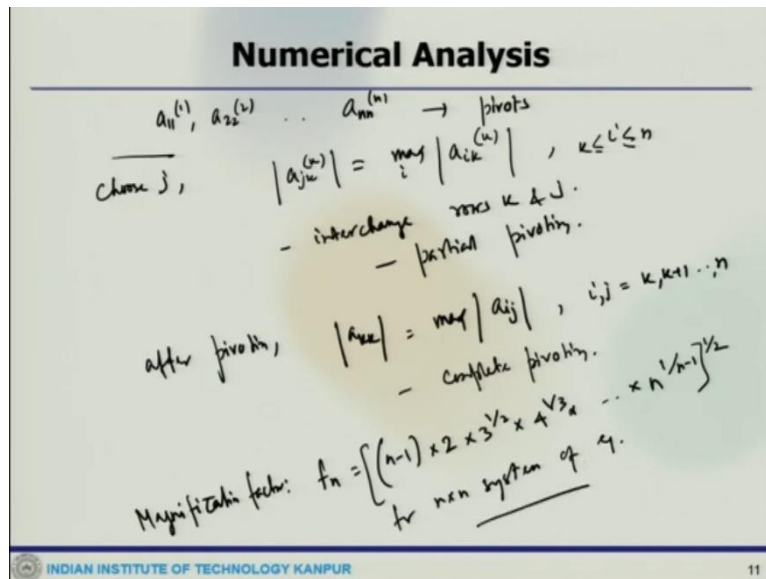 Numerical Analysis
a₁₁⁽¹⁾, a₂₂⁽²⁾ .. aₙₙ⁽ⁿ⁾ → pivots
choose j, |aⱼₖ⁽ᵏ⁾| = max_i |aᵢₖ⁽ᵏ⁾| , k ≤ i ≤ n
- interchange rows k & j.
- partial pivoting.
after pivoting, |aₖₖ| = max |aᵢⱼ| , i,j = k, k+1 .., n
- complete pivoting.
Magnification factor: fₙ = [(n-1) × 2 × 3^1/2 × 4^1/3 × .. × n^1/n-1]^1/2
for n×n system of eq.
INDIAN INSTITUTE OF TECHNOLOGY KANPUR
11